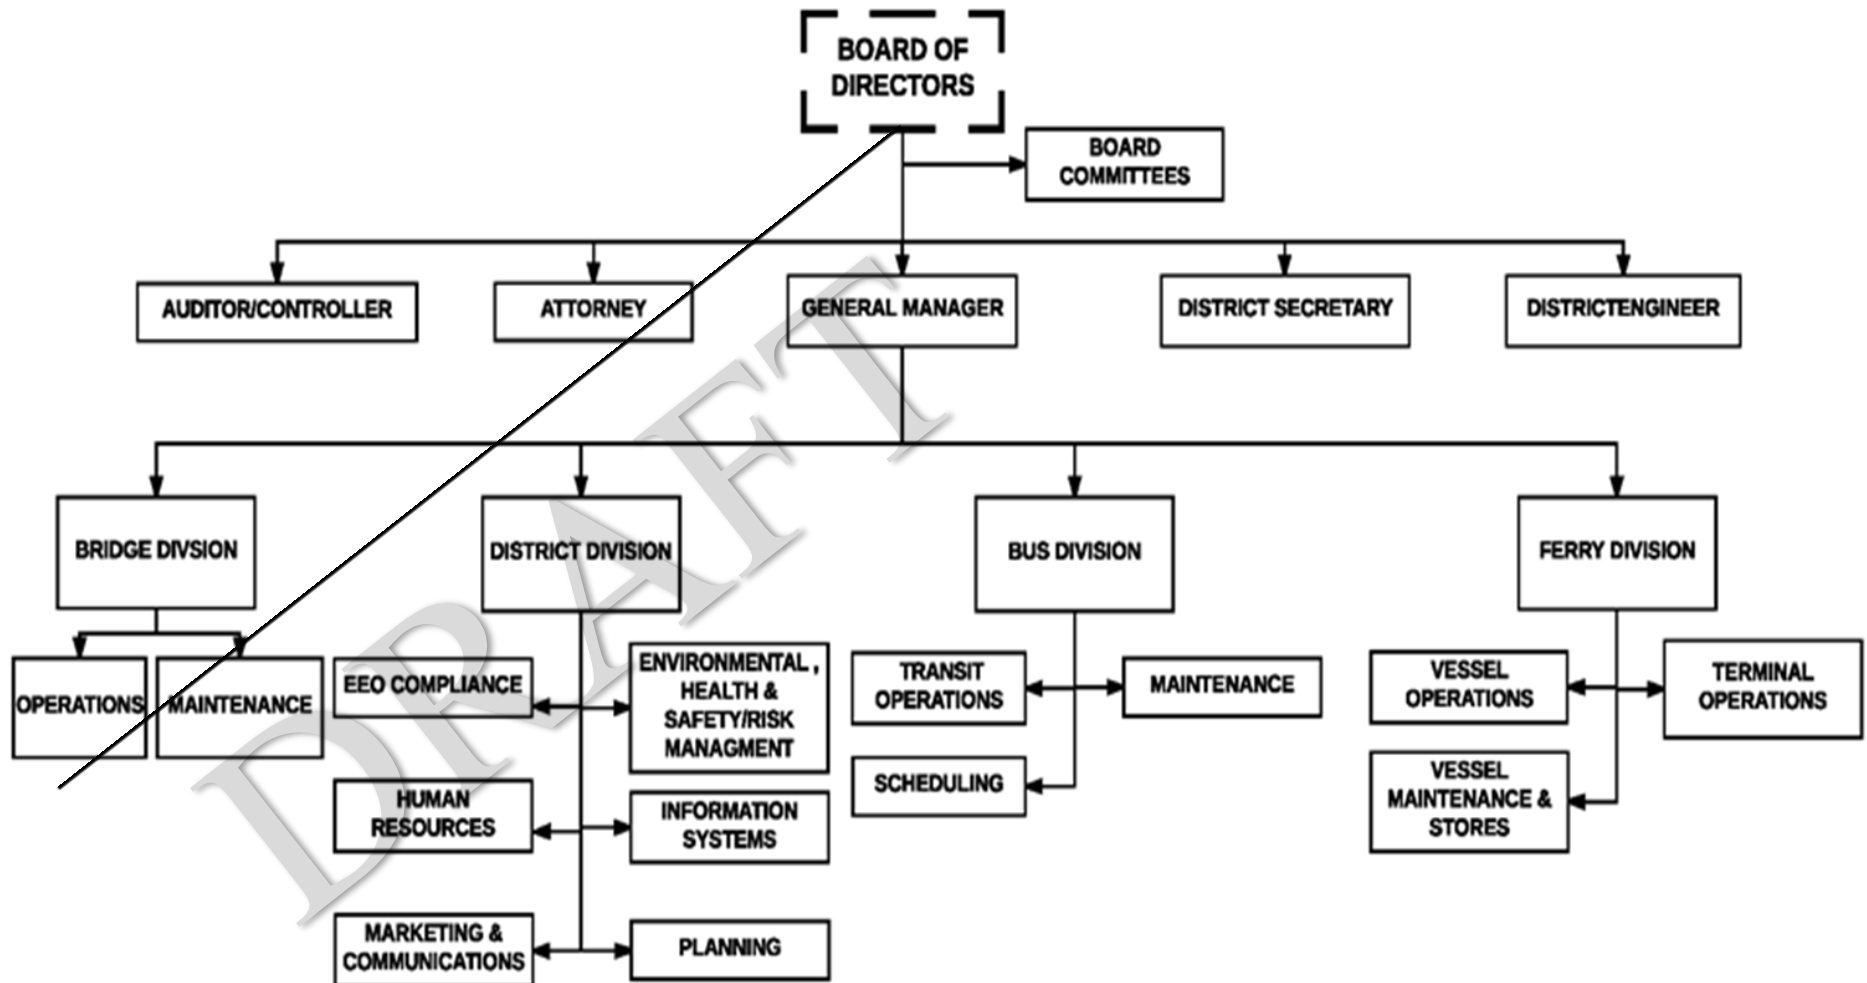 BOARD OF
DIRECTORS
BOARD
COMMITTEES
AUDITOR/CONTROLLER
ATTORNEY
GENERAL MANAGER
DISTRICT SECRETARY
DISTRICTENGINEER
BRIDGE DIVSION
DISTRICT DIVISION
BUS DIVISION
FERRY DIVISION
OPERATIONS
MAINTENANCE
EEO COMPLIANCE
ENVIRONMENTAL ,
HEALTH &
SAFETY/RISK
MANAGMENT
TRANSIT
OPERATIONS
MAINTENANCE
VESSEL
OPERATIONS
TERMINAL
OPERATIONS
HUMAN
RESOURCES
INFORMATION
SYSTEMS
SCHEDULING
VESSEL
MAINTENANCE &
STORES
MARKETING &
COMMUNICATIONS
PLANNING
DRAFT